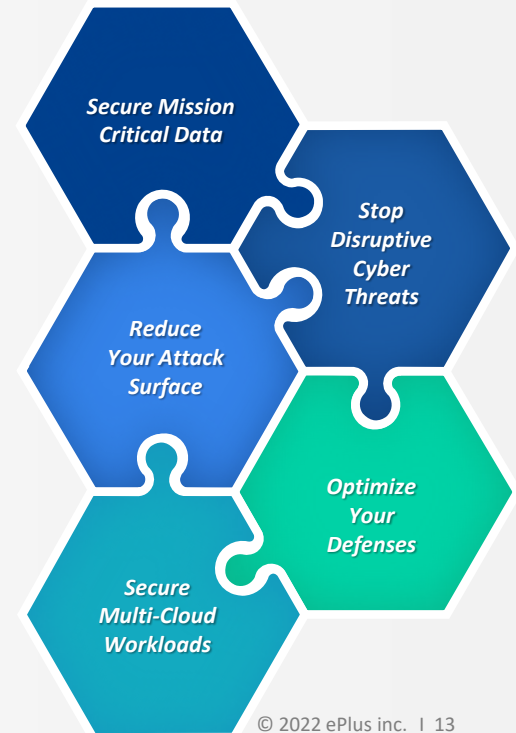 Secure Mission
Critical Data
Stop
Disruptive
Cyber
Threats
Reduce
Your Attack
Surface
Optimize
Your
Defenses
Secure
Multi-Cloud
Workloads
© 2022 ePlus inc. I 13